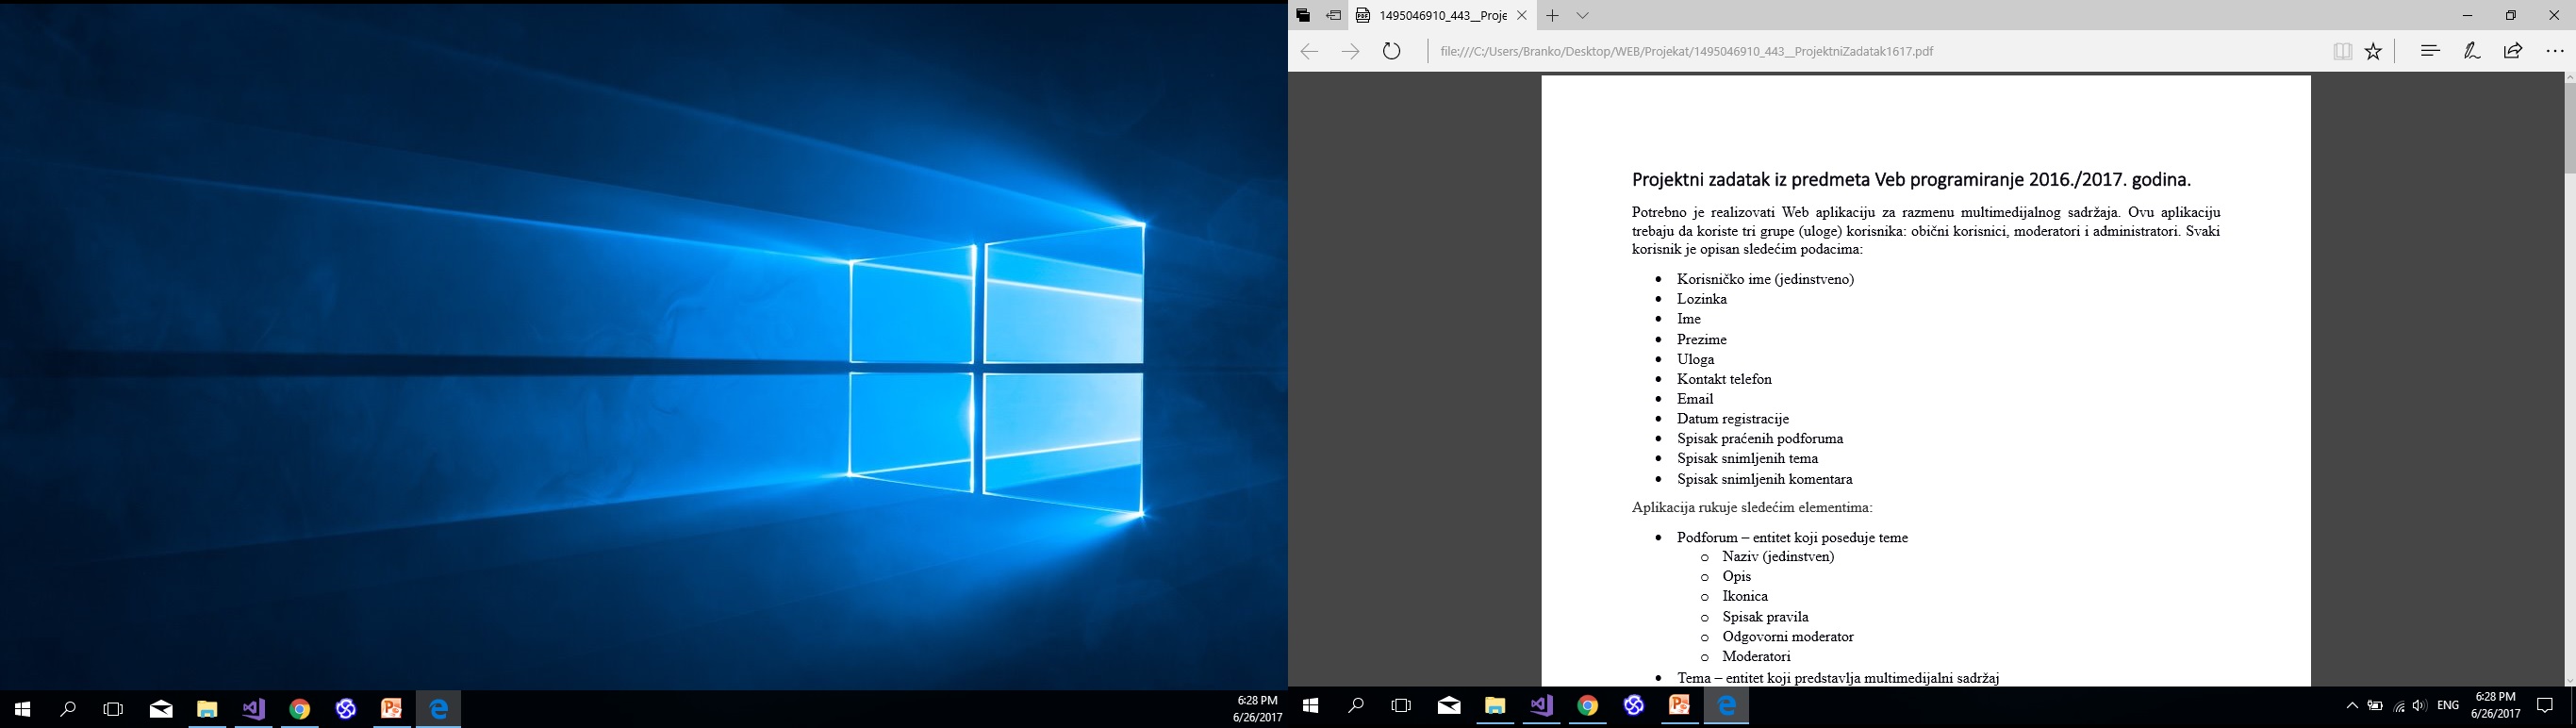 6:28 PM
6/26/2017
1495046910_443__Proje
file:///C:/Users/Branko/Desktop/WEB/Projekat/1495046910_443__ProjektniZadatak1617.pdf
Projektni zadatak iz predmeta Veb programiranje 2016./2017. godina.
Potrebno je realizovati Web aplikaciju za razmenu multimedijalnog sadržaja. Ovu aplikaciju
trebaju da koriste tri grupe (uloge) korisnika: obični korisnici, moderatori i administratori. Svaki
korisnik je opisan sledećim podacima:
• Korisničko ime (jedinstveno)
• Lozinka
• Ime
• Prezime
• Uloga
• Kontakt telefon
• Email
• Datum registracije
• Spisak praćenih podforuma
• Spisak snimljenih tema
• Spisak snimljenih komentara
Aplikacija rukuje sledećim elementima:
• Podforum – entitet koji poseduje teme
o Naziv (jedinstven)
o Opis
o Ikonica
o Spisak pravila
o Odgovorni moderator
o Moderatori
• Tema – entitet koji predstavlja multimedijalni sadržaj
ENG
6:28 PM
6/26/2017